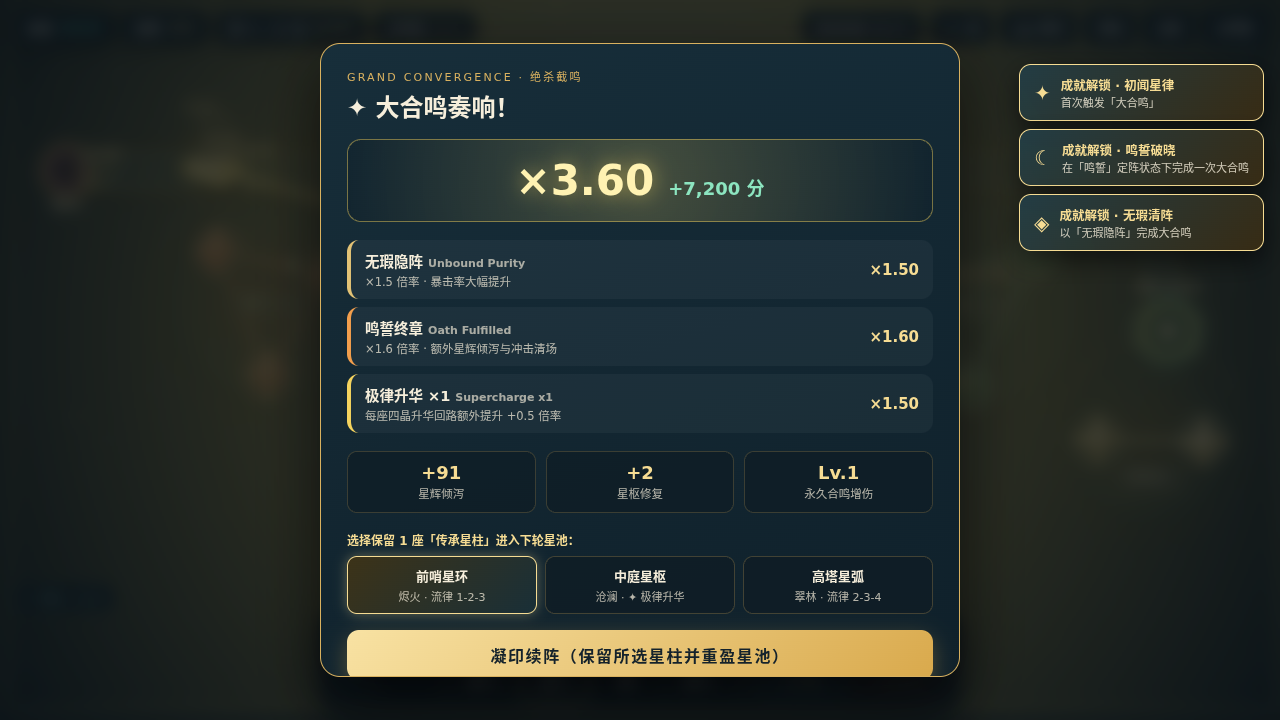 GRAND CONVERGENCE · 绝杀截鸣
✦ 大合鸣奏响！
×3.60 +7,200 分
无瑕隐阵 Unbound Purity
×1.5 倍率 · 暴击率大幅提升
×1.50
鸣誓终章 Oath Fulfilled
×1.6 倍率 · 额外星辉倾泻与冲击清场
×1.60
极律升华 ×1 Supercharge x1
每座四晶升华回路额外提升 +0.5 倍率
×1.50
+91
星辉倾泻
+2
星枢修复
Lv.1
永久合鸣增伤
选择保留 1 座「传承星柱」进入下轮星池：
前哨星环
烬火 · 流律 1-2-3
中庭星枢
沧澜 · ✦ 极律升华
高塔星弧
翠林 · 流律 2-3-4
凝印续阵（保留所选星柱并重盈星池）
✦ 成就解锁 · 初闻星律
首次触发「大合鸣」
☾ 成就解锁 · 鸣誓破晓
在「鸣誓」定阵状态下完成一次大合鸣
◈ 成就解锁 · 无瑕清阵
以「无瑕隐阵」完成大合鸣